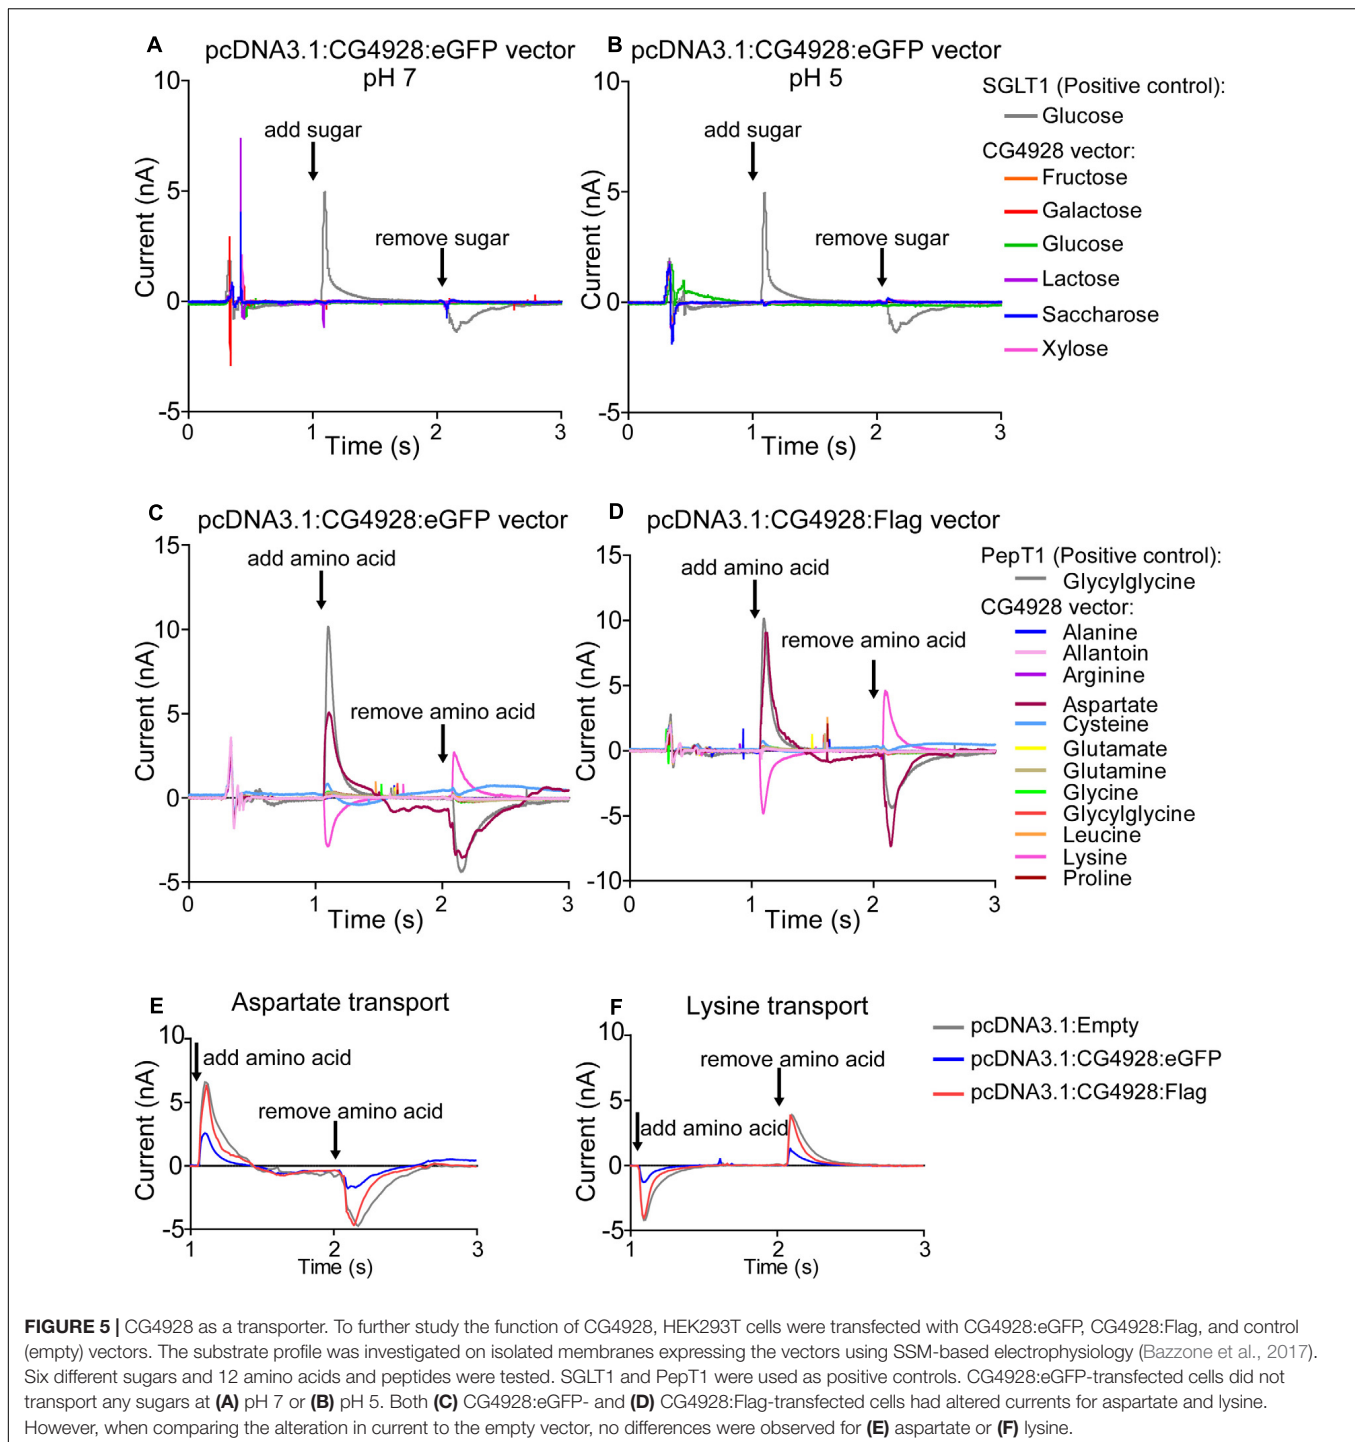 A
pcDNA3.1:CG4928:eGFP vector
pH 7
10
5
0
-5
Current (nA)
add sugar
remove sugar
0 1 2 3
Time (s)
B
pcDNA3.1:CG4928:eGFP vector
pH 5
10
5
0
-5
Current (nA)
add sugar
remove sugar
0 1 2 3
Time (s)
SGLT1 (Positive control):
Glucose
CG4928 vector:
Fructose
Galactose
Glucose
Lactose
Saccharose
Xylose
C
pcDNA3.1:CG4928:eGFP vector
15
10
5
0
-5
Current (nA)
add amino acid
remove amino acid
0 1 2 3
Time (s)
D
pcDNA3.1:CG4928:Flag vector
15
10
5
0
-5
-10
Current (nA)
add amino acid
remove amino acid
0 1 2 3
Time (s)
PepT1 (Positive control):
Glycylglycine
CG4928 vector:
Alanine
Allantoin
Arginine
Aspartate
Cysteine
Glutamate
Glutamine
Glycine
Glycylglycine
Leucine
Lysine
Proline
E
Aspartate transport
10
5
0
-5
Current (nA)
add amino acid
remove amino acid
1 2 3
Time (s)
F
Lysine transport
10
5
0
-5
Current (nA)
remove amino acid
add amino acid
1 2 3
Time (s)
pcDNA3.1:Empty
pcDNA3.1:CG4928:eGFP
pcDNA3.1:CG4928:Flag
FIGURE 5 | CG4928 as a transporter. To further study the function of CG4928, HEK293T cells were transfected with CG4928:eGFP, CG4928:Flag, and control
(empty) vectors. The substrate profile was investigated on isolated membranes expressing the vectors using SSM-based electrophysiology (Bazzone et al., 2017).
Six different sugars and 12 amino acids and peptides were tested. SGLT1 and PepT1 were used as positive controls. CG4928:eGFP-transfected cells did not
transport any sugars at (A) pH 7 or (B) pH 5. Both (C) CG4928:eGFP- and (D) CG4928:Flag-transfected cells had altered currents for aspartate and lysine.
However, when comparing the alteration in current to the empty vector, no differences were observed for (E) aspartate or (F) lysine.